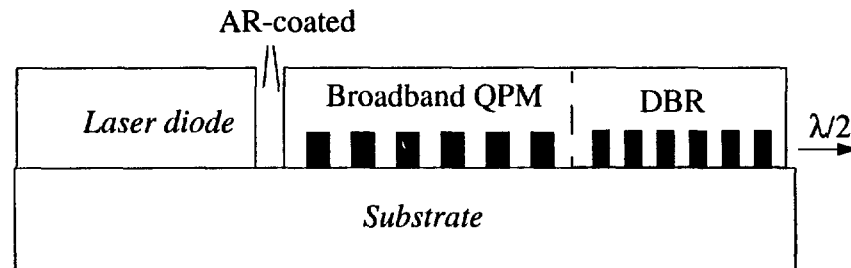 AR-coated
Broadband QPM
DBR
Laser diode
λ/2
Substrate